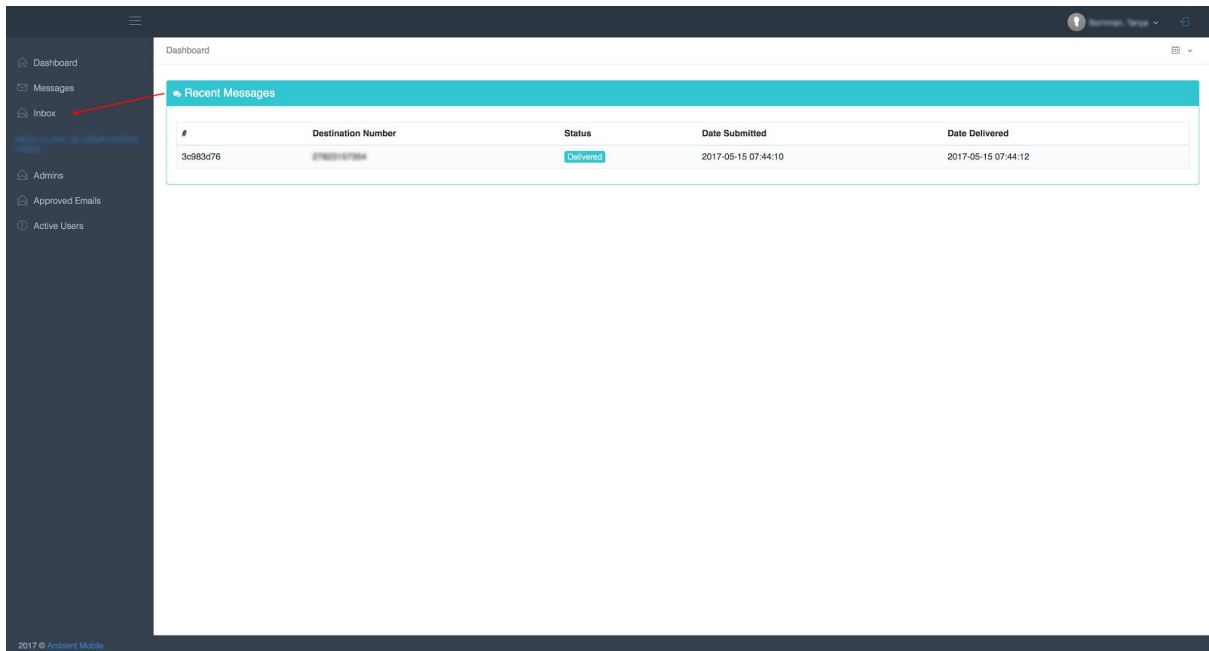 Dashboard
Dashboard
Messages
Recent Messages
Inbox
# Destination Number Status Date Submitted Date Delivered
3c983d76 Delivered 2017-05-15 07:44:10 2017-05-15 07:44:12
Admins
Approved Emails
Active Users
2017 © Ambient Mobile